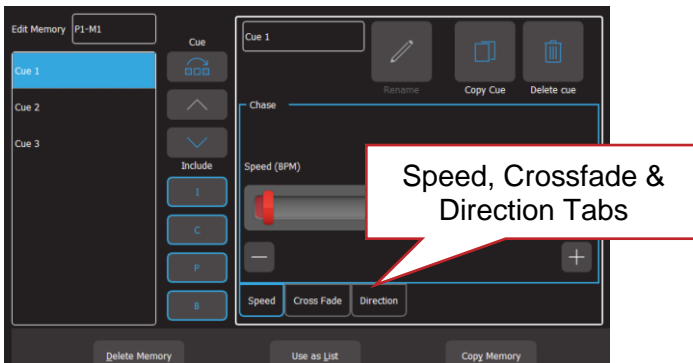 Edit Memory P1-M1
Cue
Cue 1
Rename
Copy Cue
Delete cue
Cue 1
Cue 2
Cue 3
Include
I
C
P
B
Chase
Speed (BPM)
Speed, Crossfade &
Direction Tabs
Speed Cross Fade Direction
Delete Memory Use as List Copy Memory